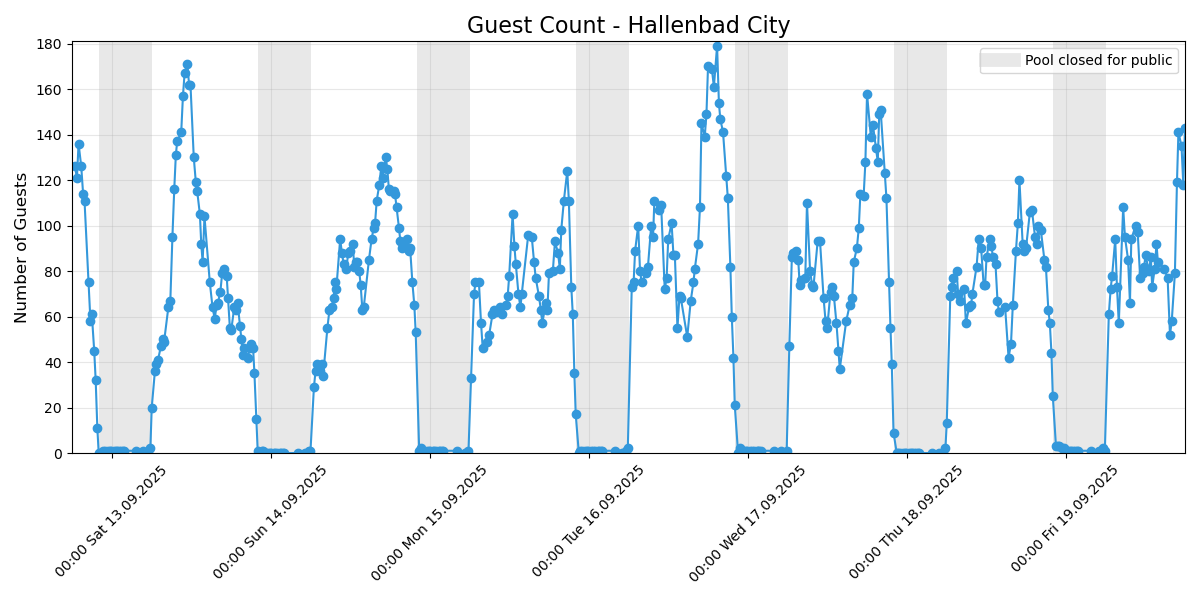 Guest Count - Hallenbad City
Pool closed for public
Number of Guests
180
160
140
120
100
80
60
40
20
0
00:00 Sat 13.09.2025
00:00 Sun 14.09.2025
00:00 Mon 15.09.2025
00:00 Tue 16.09.2025
00:00 Wed 17.09.2025
00:00 Thu 18.09.2025
00:00 Fri 19.09.2025